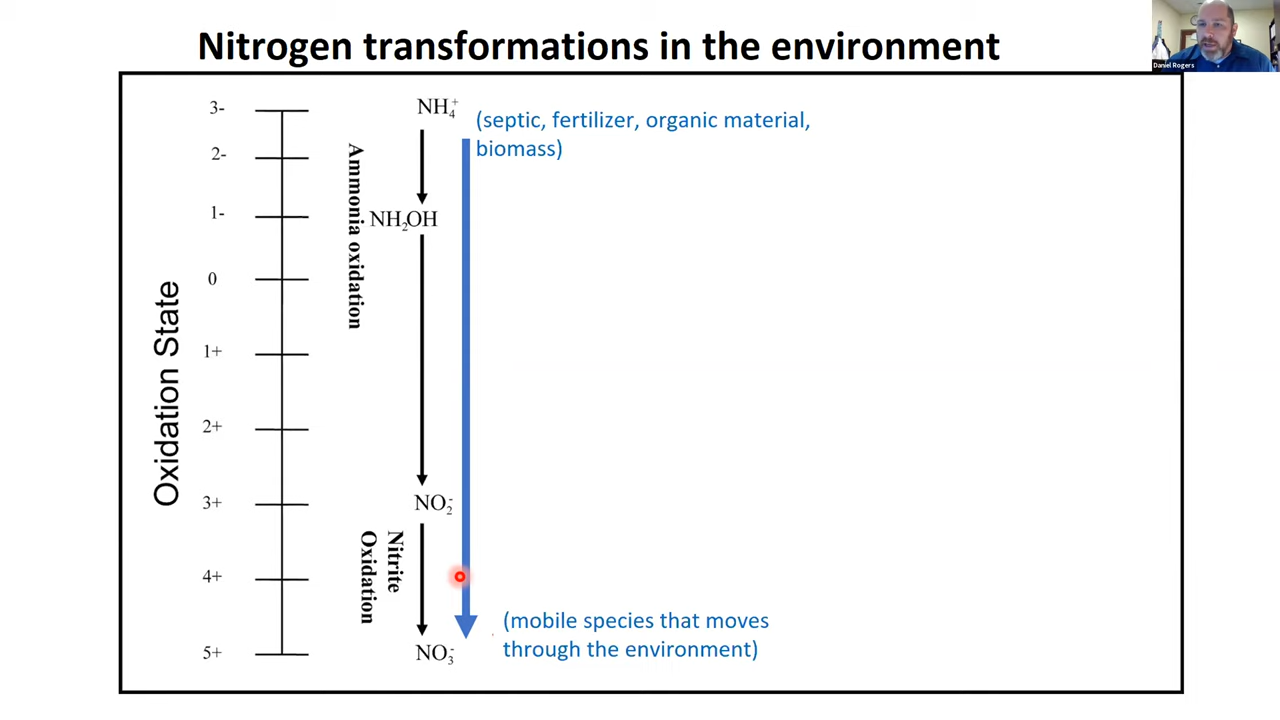 Nitrogen transformations in the environment
Daniel Rogers
Oxidation State
3-
2-
1-
0
1+
2+
3+
4+
5+
Ammonia oxidation
Nitrite
Oxidation
NH₄⁺
NH₂OH
NO₂⁻
NO₃⁻
(septic, fertilizer, organic material,
biomass)
(mobile species that moves
through the environment)